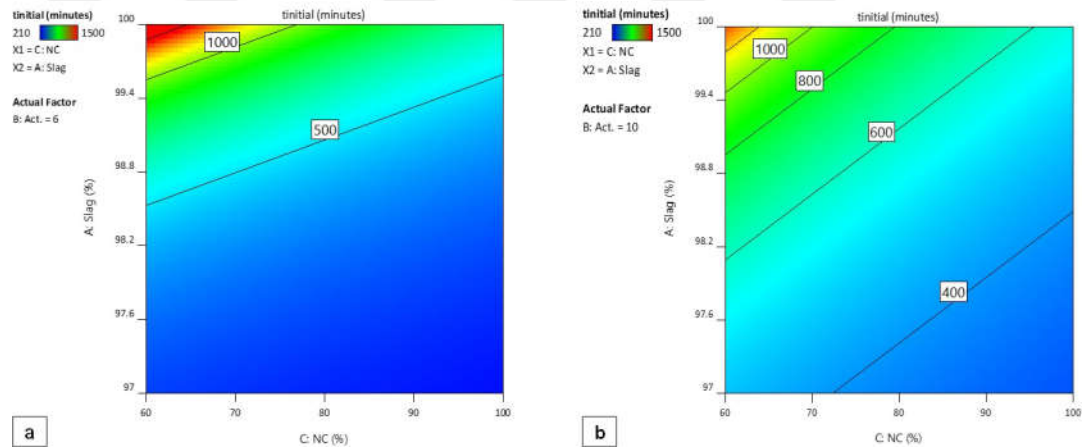 tinitial (minutes)
210 1500
X1 = C: NC
X2 = A: Slag
Actual Factor
B: Act. = 6
tinitial (minutes)
A: Slag (%)
100
99.4
98.8
98.2
97.6
97
1000
500
60 70 80 90 100
C: NC (%)
a
tinitial (minutes)
210 1500
X1 = C: NC
X2 = A: Slag
Actual Factor
B: Act. = 10
tinitial (minutes)
A: Slag (%)
100
99.4
98.8
98.2
97.6
97
1000
800
600
400
60 70 80 90 100
C: NC (%)
b